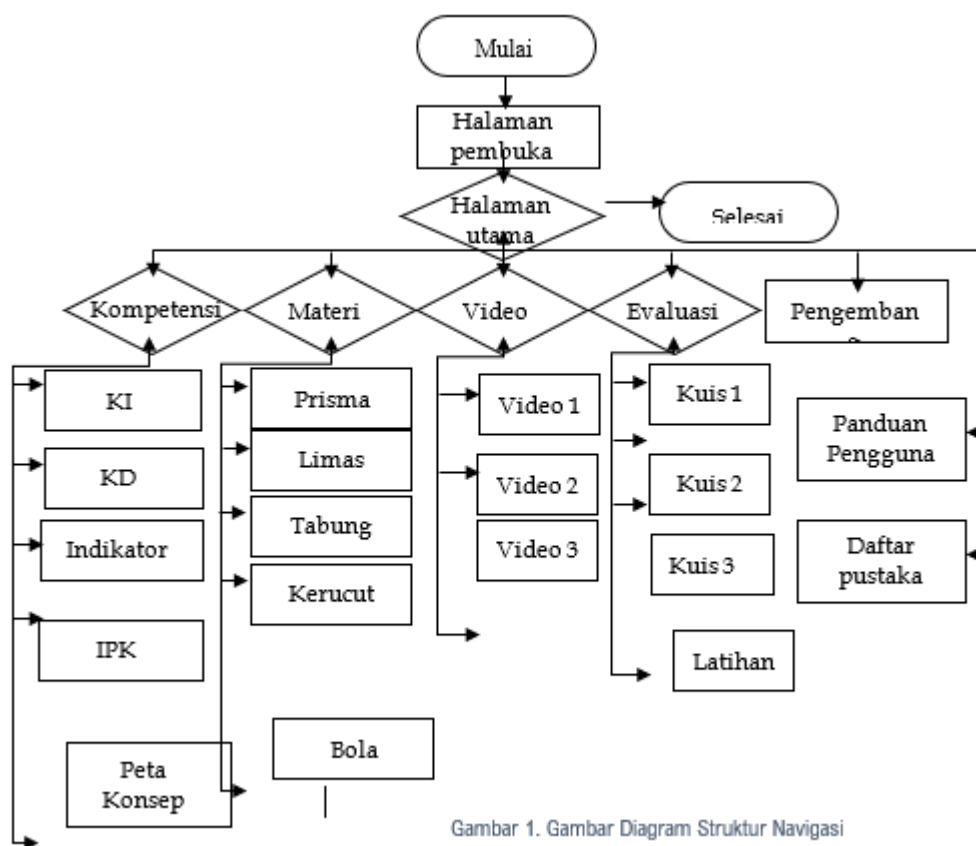 Mulai
Halaman
pembuka
Halaman
utama
Selesai
Kompetensi
Materi
Video
Evaluasi
Pengemban
KI
KD
Indikator
IPK
Peta
Konsep
Prisma
Limas
Tabung
Kerucut
Bola
Video 1
Video 2
Video 3
Kuis 1
Kuis 2
Kuis 3
Latihan
Panduan
Pengguna
Daftar
pustaka
Gambar 1. Gambar Diagram Struktur Navigasi